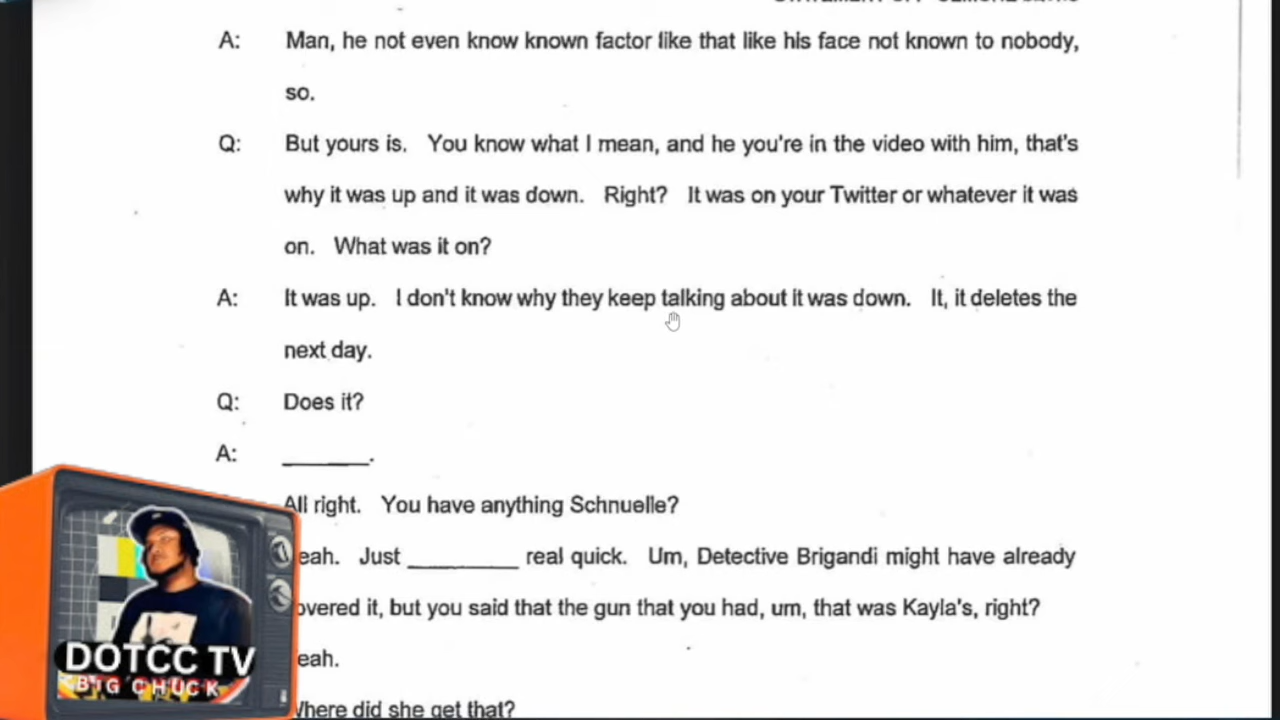 A: Man, he not even know known factor like that like his face not known to nobody,
so.
Q: But yours is. You know what I mean, and he you're in the video with him, that's
why it was up and it was down. Right? It was on your Twitter or whatever it was
on. What was it on?
A: It was up. I don't know why they keep talking about it was down. It, it deletes the
next day.
Q: Does it?
A: ______.
All right. You have anything Schnuelle?
eah. Just ________ real quick. Um, Detective Brigandi might have already
overed it, but you said that the gun that you had, um, that was Kayla's, right?
eah.
Where did she get that?
DOTCC TV
BIG CHUCK